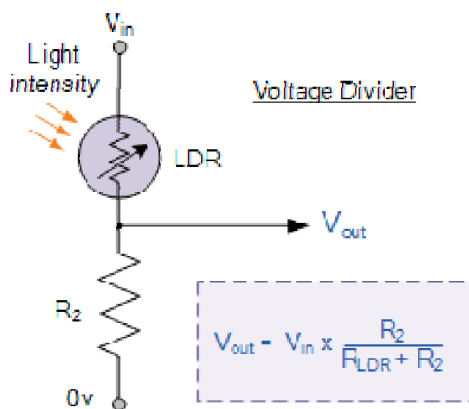 Vin
Light
intensity
Voltage Divider
LDR
Vout
R2
Vout = Vin x R2 / RLDR + R2
0v